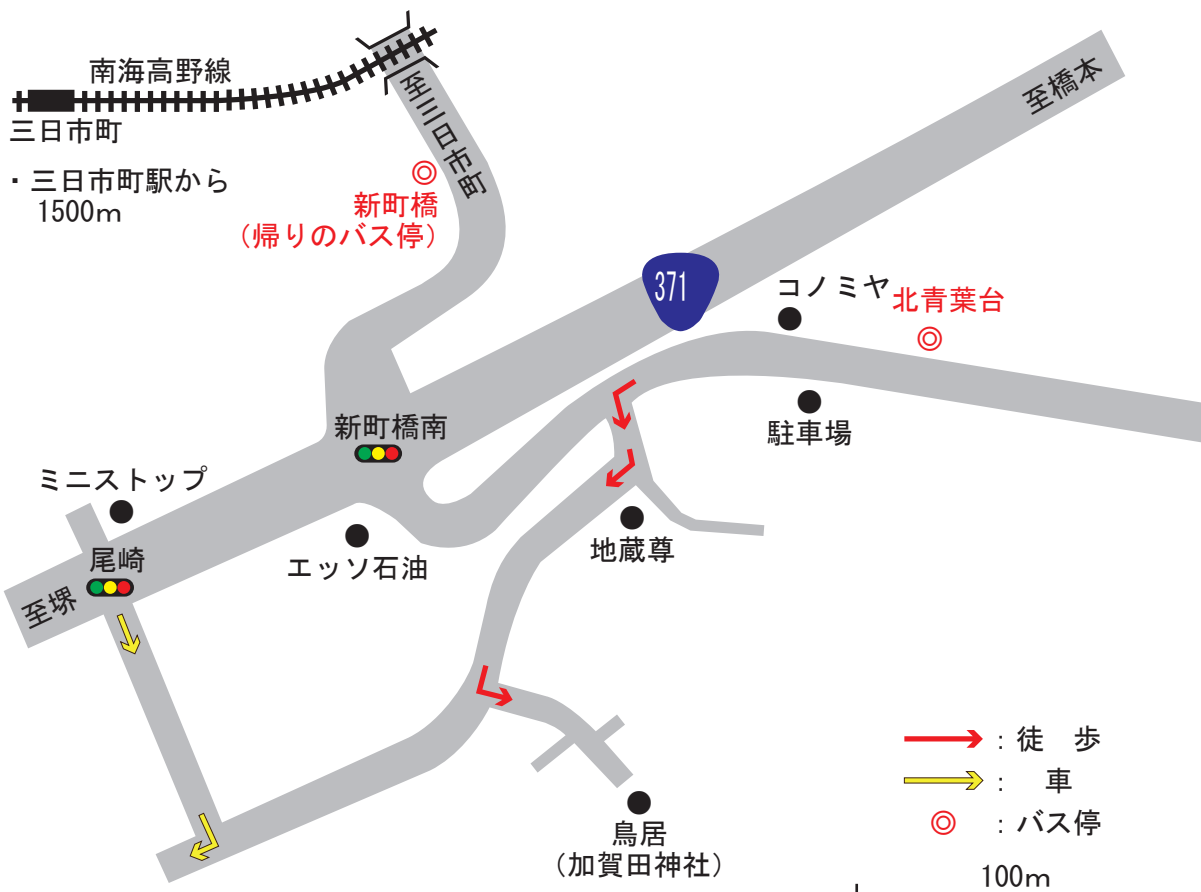 南海高野線
三日市町
・三日市町駅から
1500m
至三日市町
新町橋
(帰りのバス停)
至橋本
371
コノミヤ
北青葉台
駐車場
新町橋南
ミニストップ
尾崎
至堺
エッソ石油
地蔵尊
鳥居
(加賀田神社)
：徒　歩
：　車
：バス停
100m